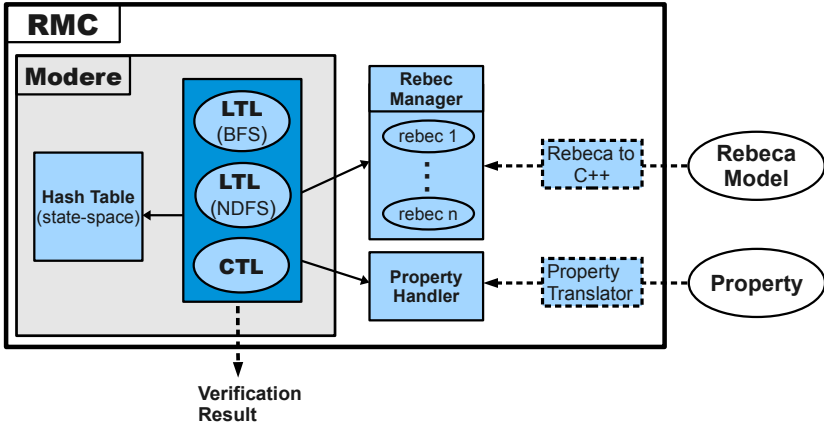 RMC
Modere
LTL
(BFS)
LTL
(NDFS)
CTL
Hash Table
(state-space)
Rebec
Manager
rebec 1
rebec n
Property
Handler
Rebeca to
C++
Property
Translator
Rebeca
Model
Property
Verification
Result